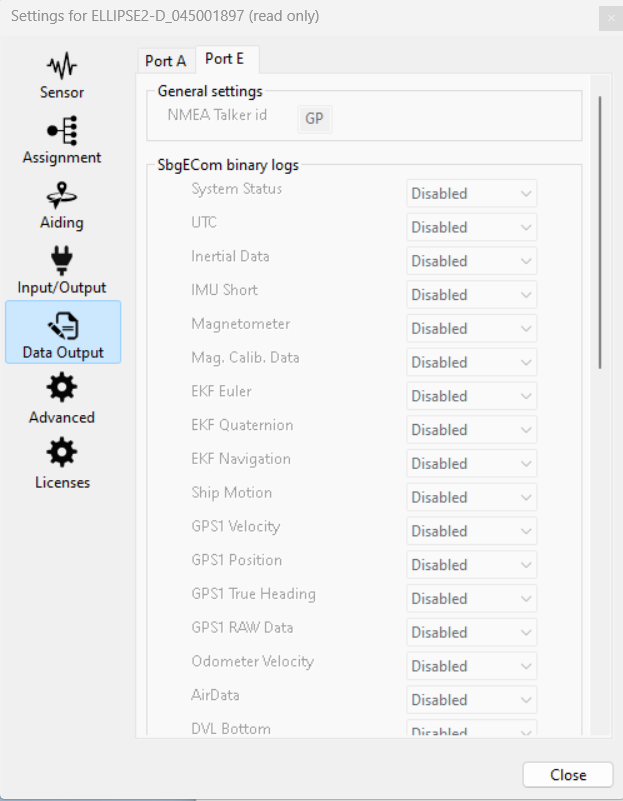 Settings for ELLIPSE2-D_045001897 (read only)
Sensor
Assignment
Aiding
Input/Output
Data Output
Advanced
Licenses
Port A Port E
General settings
NMEA Talker id GP
SbgECom binary logs
System Status Disabled
UTC Disabled
Inertial Data Disabled
IMU Short Disabled
Magnetometer Disabled
Mag. Calib. Data Disabled
EKF Euler Disabled
EKF Quaternion Disabled
EKF Navigation Disabled
Ship Motion Disabled
GPS1 Velocity Disabled
GPS1 Position Disabled
GPS1 True Heading Disabled
GPS1 RAW Data Disabled
Odometer Velocity Disabled
AirData Disabled
DVL Bottom Disabled
Close